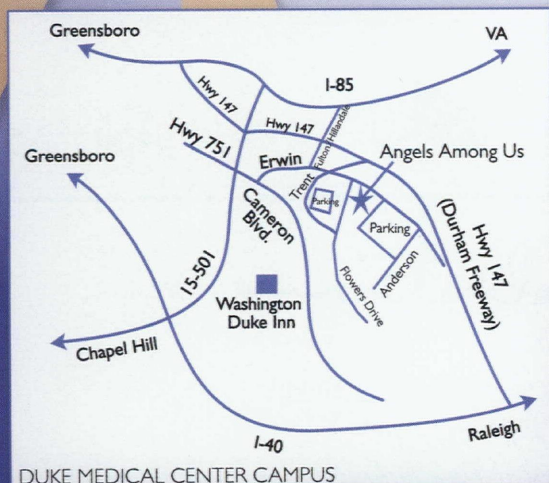 Greensboro
VA
I-85
Hwy 147
Hwy 147
Hwy 751
Fulton
Hillandale
Greensboro
Erwin
Trent
Angels Among Us
Parking
Cameron
Blvd.
Parking
Hwy 147
(Durham Freeway)
15-501
Anderson
Flowers Drive
Washington
Duke Inn
Chapel Hill
I-40
Raleigh
DUKE MEDICAL CENTER CAMPUS